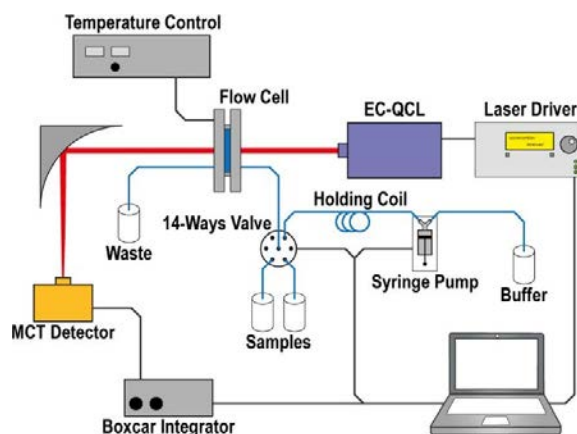 Temperature Control
Flow Cell
EC-QCL
Laser Driver
Holding Coil
14-Ways Valve
Waste
Syringe Pump
Buffer
MCT Detector
Samples
Boxcar Integrator